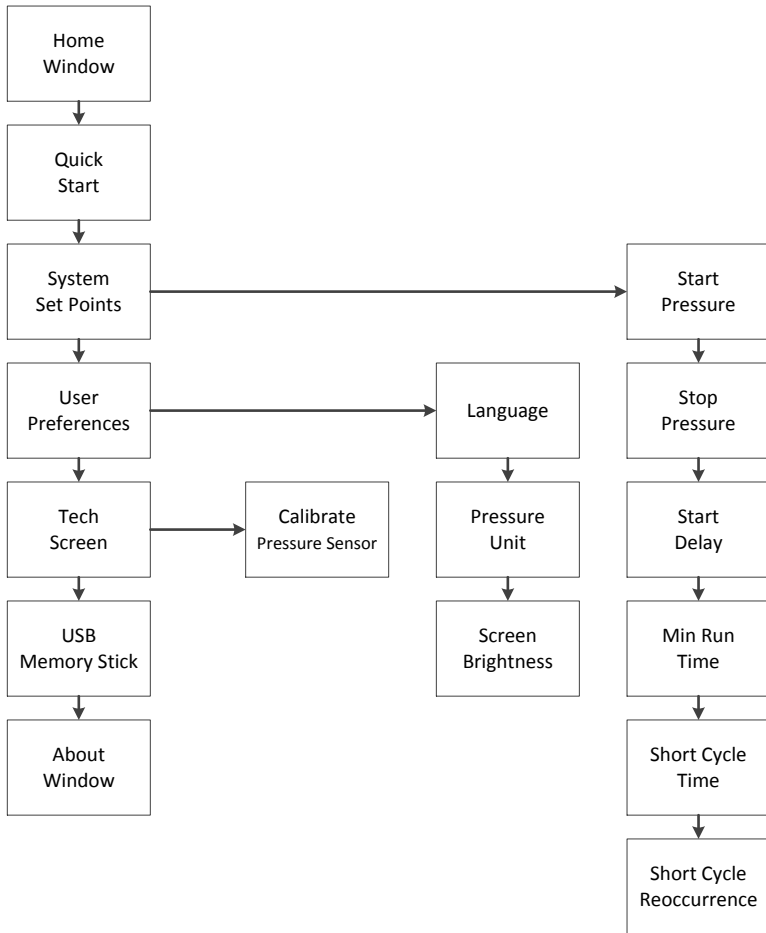 Home
Window
Quick
Start
System
Set Points
Start
Pressure
User
Preferences
Language
Stop
Pressure
Tech
Screen
Calibrate
Pressure Sensor
Pressure
Unit
Start
Delay
USB
Memory Stick
Screen
Brightness
Min Run
Time
About
Window
Short Cycle
Time
Short Cycle
Reoccurrence